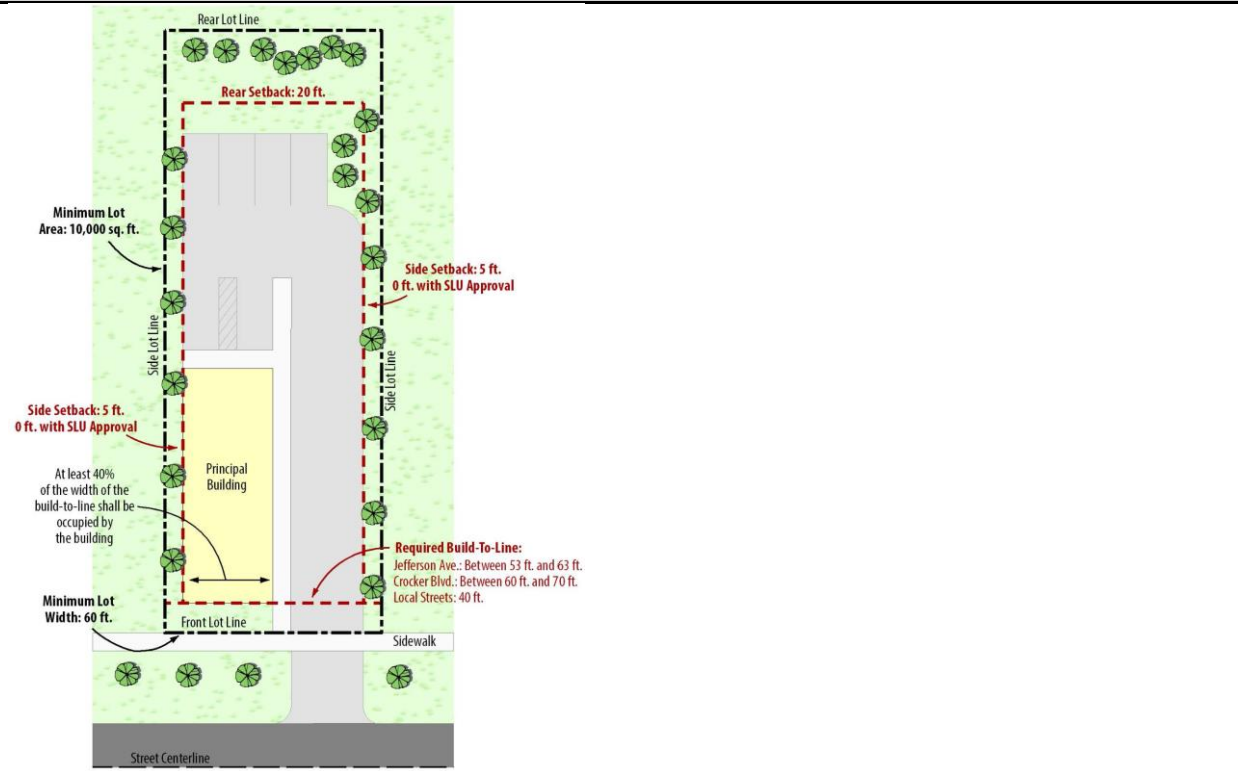 Rear Lot Line
Rear Setback: 20 ft.
Minimum Lot
Area: 10,000 sq. ft.
Side Setback: 5 ft.
0 ft. with SLU Approval
Side Lot Line
Side Lot Line
Side Setback: 5 ft.
0 ft. with SLU Approval
At least 40%
of the width of the
build-to-line shall be
occupied by
the building
Principal
Building
Required Build-To-Line:
Jefferson Ave.: Between 53 ft. and 63 ft.
Crocker Blvd.: Between 60 ft. and 70 ft.
Local Streets: 40 ft.
Minimum Lot
Width: 60 ft.
Front Lot Line
Sidewalk
Street Centerline